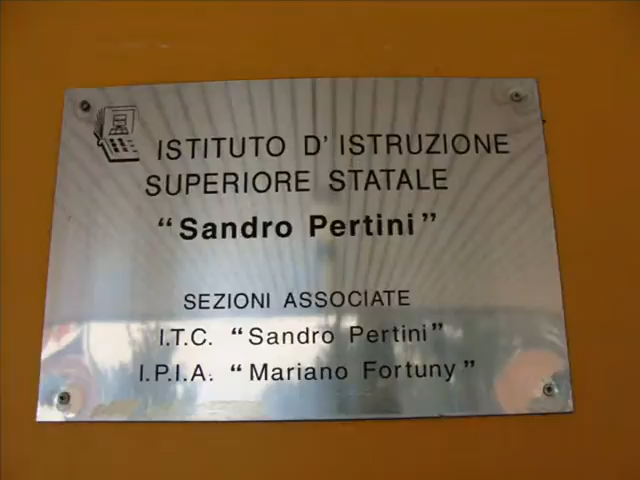 ISTITUTO D' ISTRUZIONE
SUPERIORE STATALE
“Sandro Pertini”
SEZIONI ASSOCIATE
I.T.C. “Sandro Pertini”
I.P.I.A. “Mariano Fortuny”